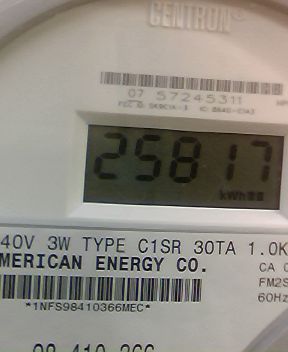 CENTRON®
07 57245311
25817
kWh
40V 3W TYPE C1SR 30TA 1.0K
MERICAN ENERGY CO.
CA 0
FM2S
*1NFS98410366MEC*
60Hz